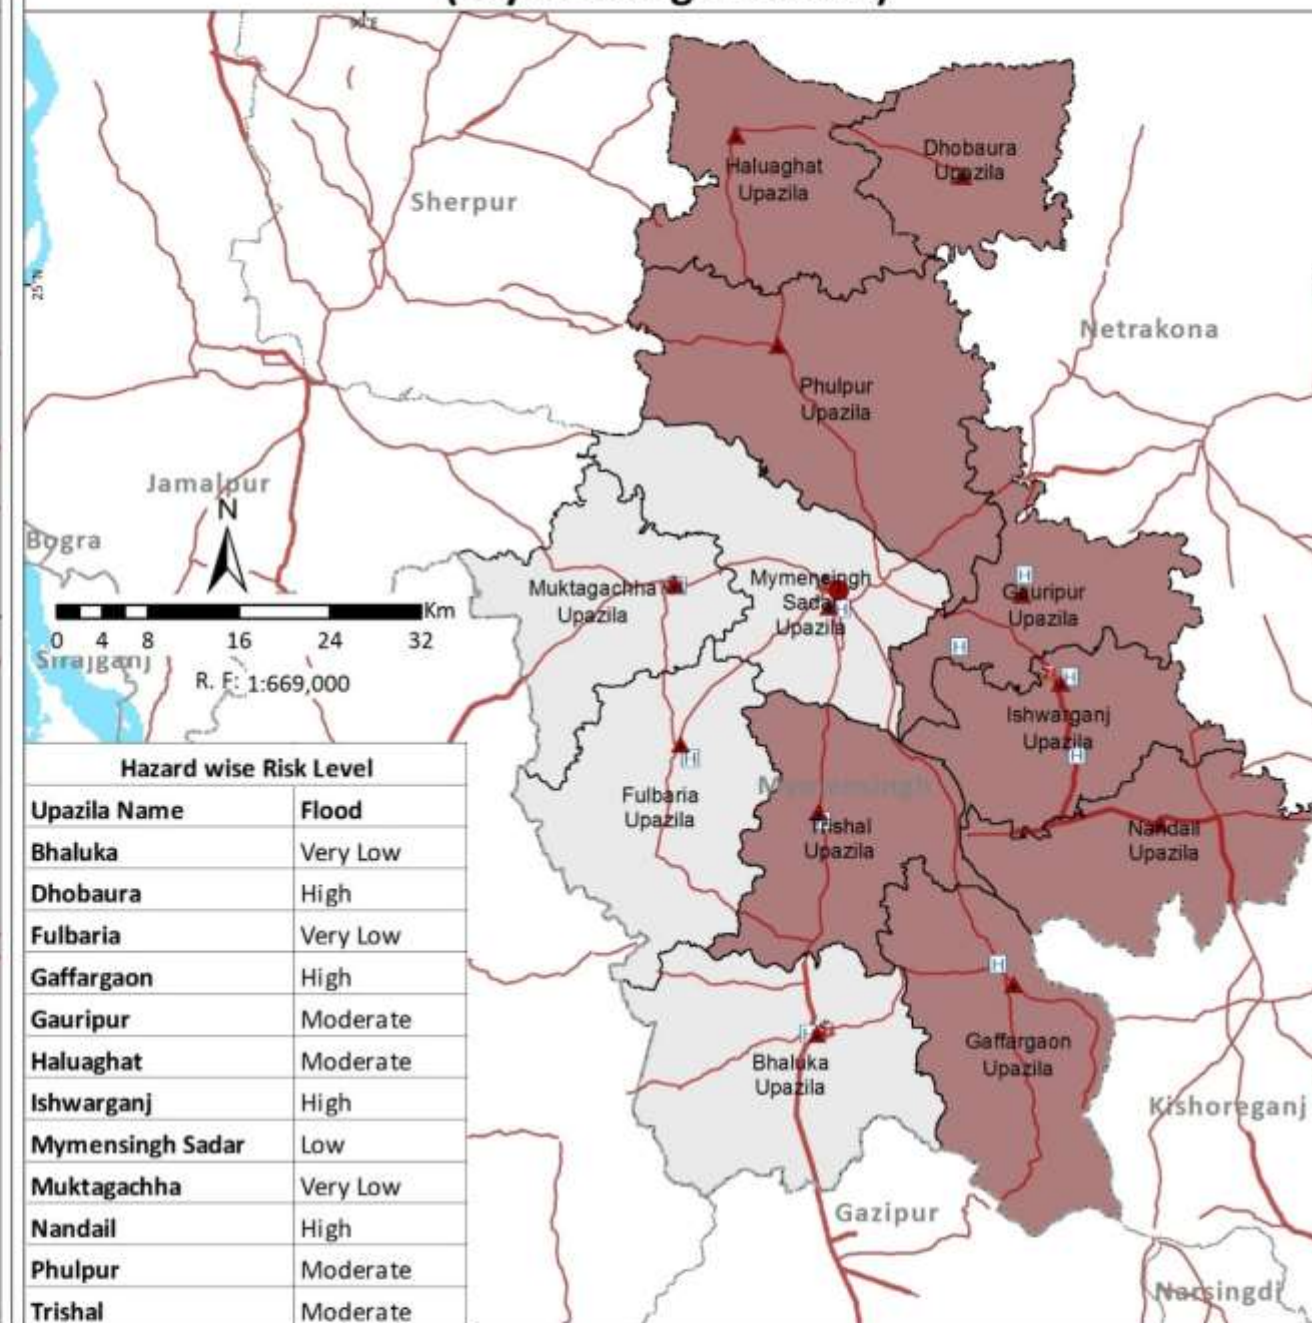 90°E
Haluaghat
Upazila
Dhobaura
Upazila
Sherpur
25°N
Netrakona
Phulpur
Upazila
Jamalpur
N
Bogra
Muktagachha
Upazila
Mymensingh
Sadar
Upazila
H
H
Gauripur
Upazila
H
H
Km
0 4 8 16 24 32
Sirajganj
R. F: 1:669,000
Ishwarganj
Upazila
H
Fulbaria
Upazila
H
Mymensingh
Trishal
Upazila
Nandail
Upazila
Hazard wise Risk Level
Upazila Name Flood
Bhaluka Very Low
Dhobaura High
Fulbaria Very Low
Gaffargaon High
Gauripur Moderate
Haluaghat Moderate
Ishwarganj High
Mymensingh Sadar Low
Muktagachha Very Low
Nandail High
Phulpur Moderate
Trishal Moderate
H
Gaffargaon
Upazila
H
Bhaluka
Upazila
Kishoreganj
Gazipur
Narsingdi